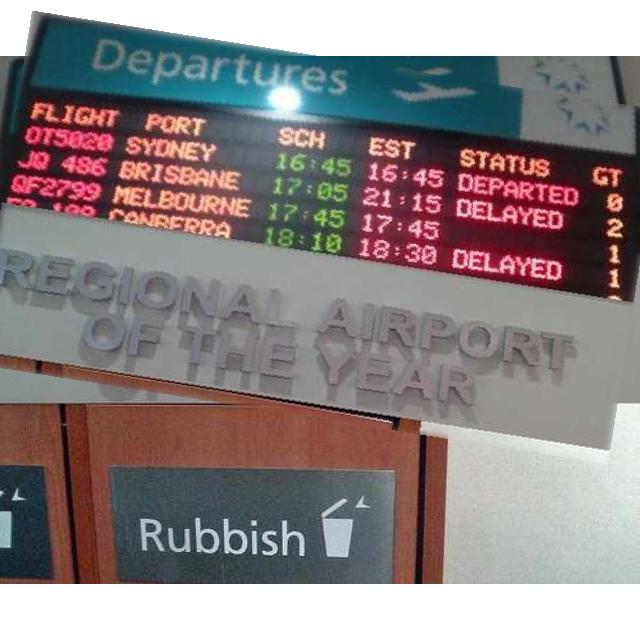 Departures
FLIGHT PORT SCH EST STATUS GT
QT5020 SYDNEY 16:45 16:45 DEPARTED 0
JQ 486 BRISBANE 17:05 21:15 DELAYED 2
QF2799 MELBOURNE 17:45 17:45 1
CANBERRA 18:10 18:30 DELAYED 1
REGIONAL AIRPORT
OF THE YEAR
Rubbish